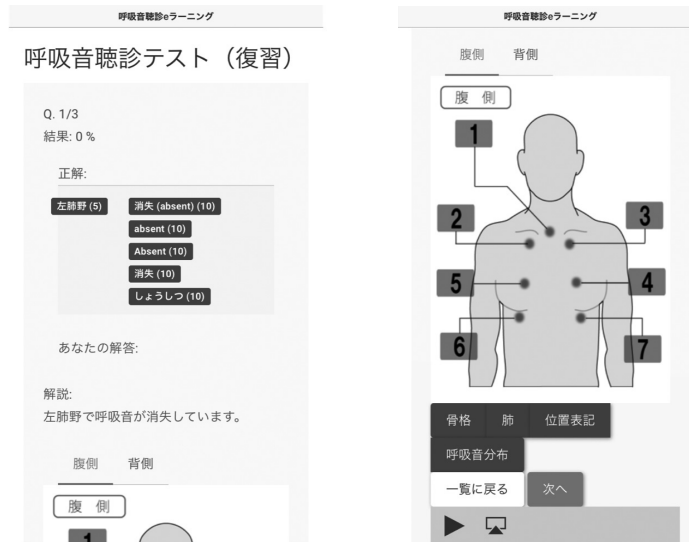 呼吸音聴診eラーニング
呼吸音聴診テスト（復習）
Q. 1/3
結果: 0 %
正解:
左肺野 (5)
消失 (absent) (10)
absent (10)
Absent (10)
消失 (10)
しょうしつ (10)
あなたの解答:
解説:
左肺野で呼吸音が消失しています。
腹側 背側
腹 側
1
呼吸音聴診eラーニング
腹側 背側
腹 側
1
2
3
5
4
6
7
骨格 肺 位置表記
呼吸音分布
一覧に戻る 次へ